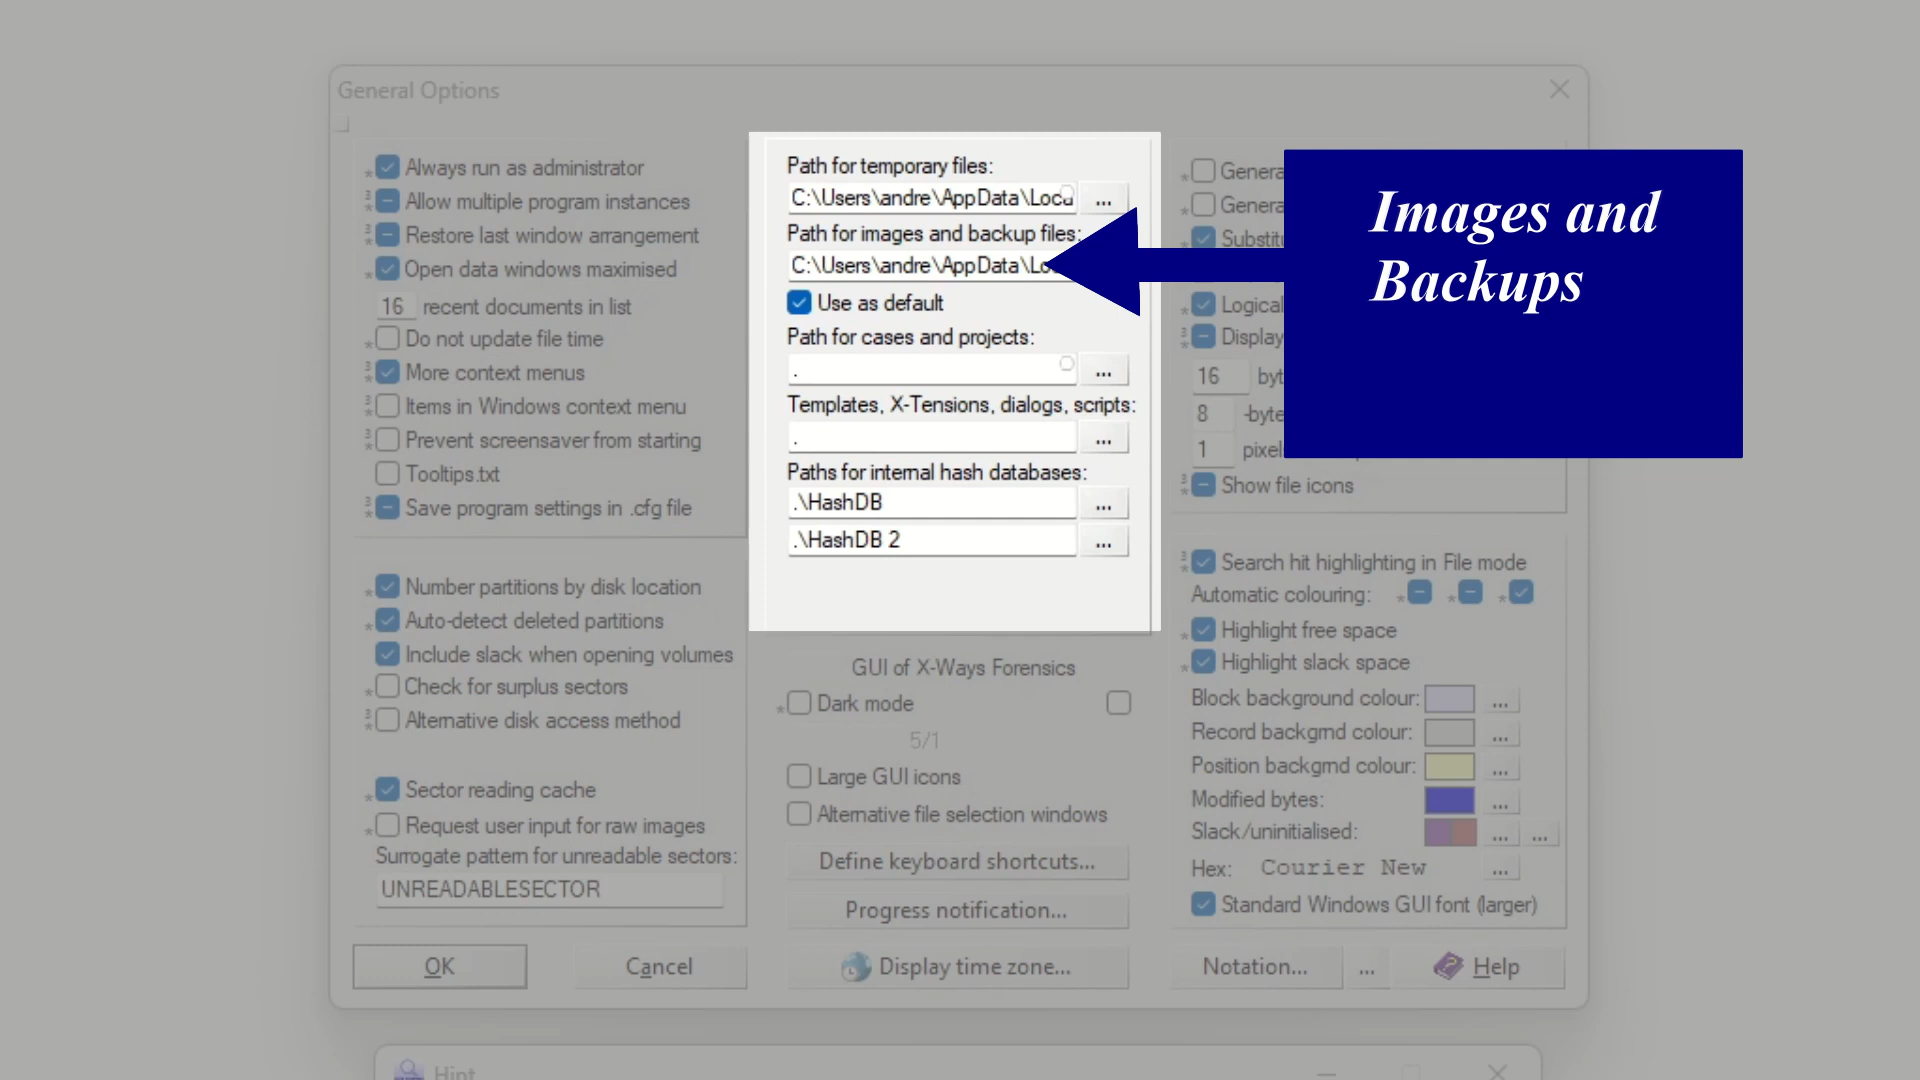 General Options
Always run as administrator
Allow multiple program instances
Restore last window arrangement
Open data windows maximised
16 recent documents in list
Do not update file time
More context menus
Items in Windows context menu
Prevent screensaver from starting
Tooltips.txt
Save program settings in .cfg file
Number partitions by disk location
Auto-detect deleted partitions
Include slack when opening volumes
Check for surplus sectors
Alternative disk access method
Sector reading cache
Request user input for raw images
Surrogate pattern for unreadable sectors:
UNREADABLESECTOR
OK
Cancel
Path for temporary files:
C:\Users\andre\AppData\Loca
...
Path for images and backup files:
C:\Users\andre\AppData\Lo
Use as default
Path for cases and projects:
.
...
Templates, X-Tensions, dialogs, scripts:
.
...
Paths for internal hash databases:
.\HashDB
...
.\HashDB 2
...
GUI of X-Ways Forensics
Dark mode
5/1
Large GUI icons
Alternative file selection windows
Define keyboard shortcuts...
Progress notification...
Display time zone...
Images and
Backups
Logical
Display
16
8 -byte
1 pixel
Show file icons
Search hit highlighting in File mode
Automatic colouring:
Highlight free space
Highlight slack space
Block background colour: ...
Record backgrnd colour: ...
Position backgrnd colour: ...
Modified bytes: ...
Slack/uninitialised: ... ...
Hex: Courier New ...
Standard Windows GUI font (larger)
Notation... ... Help
Hint